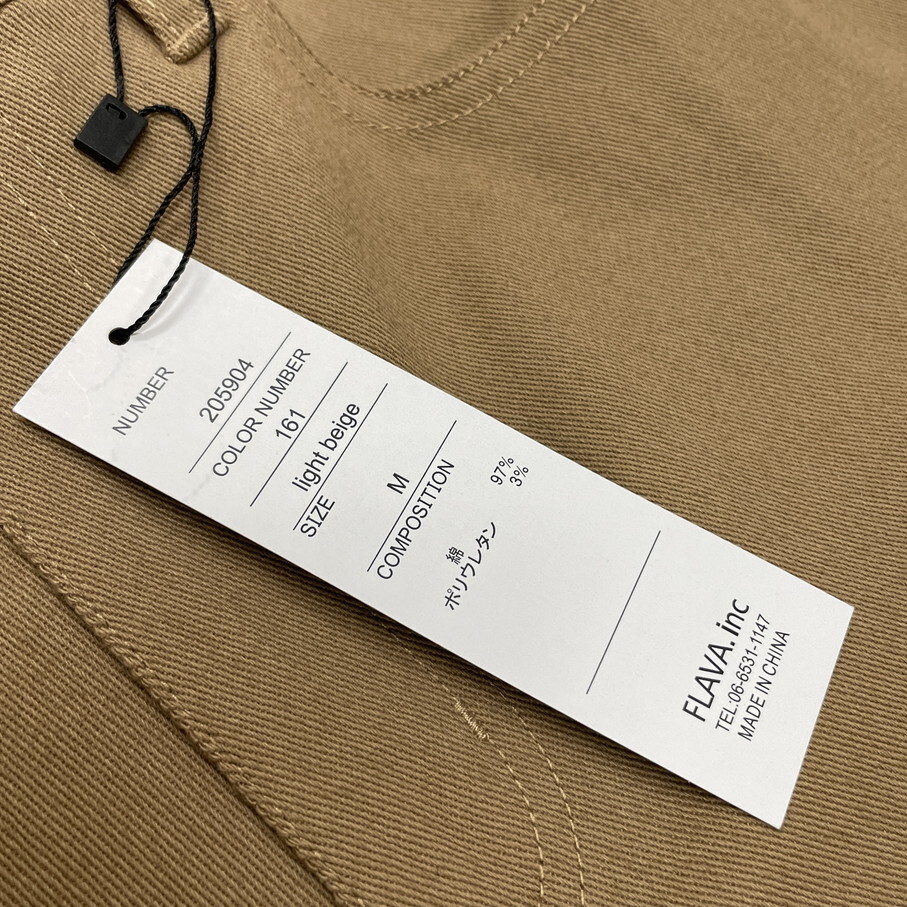 NUMBER
205904
COLOR NUMBER
161
light beige
SIZE
M
COMPOSITION
綿 97%
ポリウレタン 3%
FLAVA.inc
TEL:06-6531-1147
MADE IN CHINA